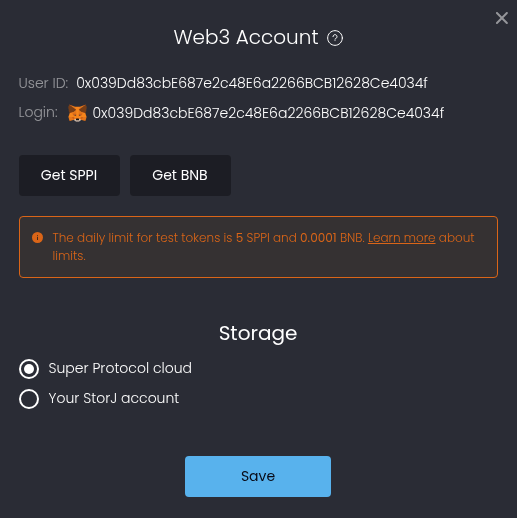 Web3 Account ?
User ID: 0x039Dd83cbE687e2c48E6a2266BCB12628Ce4034f
Login: 0x039Dd83cbE687e2c48E6a2266BCB12628Ce4034f
Get SPPI
Get BNB
The daily limit for test tokens is 5 SPPI and 0.0001 BNB. Learn more about
limits.
Storage
Super Protocol cloud
Your StorJ account
Save